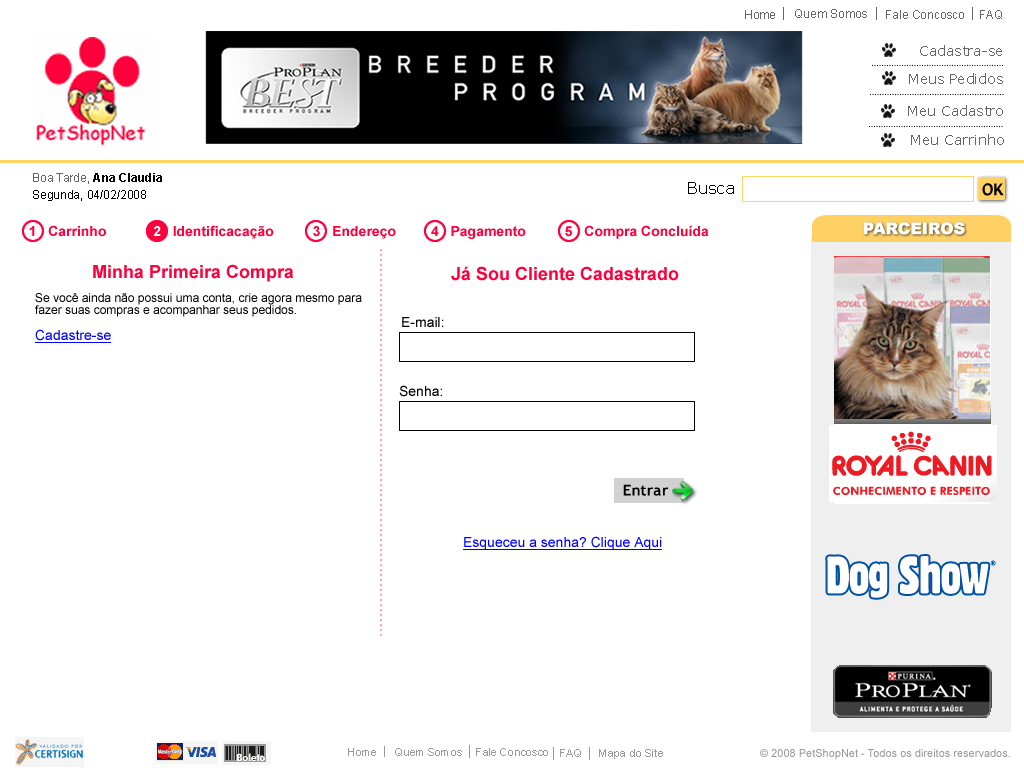 Home | Quem Somos | Fale Concosco | FAQ
PetShopNet
PROPLAN
BEST
BREEDER PROGRAM
BREEDER
PROGRAM
Cadastra-se
Meus Pedidos
Meu Cadastro
Meu Carrinho
Boa Tarde, Ana Claudia
Segunda, 04/02/2008
Busca
OK
1 Carrinho
2 Identificacação
3 Endereço
4 Pagamento
5 Compra Concluída
PARCEIROS
Minha Primeira Compra
Se você ainda não possui uma conta, crie agora mesmo para
fazer suas compras e acompanhar seus pedidos.
Cadastre-se
Já Sou Cliente Cadastrado
E-mail:
Senha:
Entrar
Esqueceu a senha? Clique Aqui
ROYAL CANIN
CONHECIMENTO E RESPEITO
Dog Show®
PURINA
PROPLAN
ALIMENTA E PROTEGE A SAÚDE
VALIDADO POR
CERTISIGN
MasterCard
VISA
Boleto
Home | Quem Somos | Fale Concosco | FAQ | Mapa do Site
© 2008 PetShopNet - Todos os direitos reservados.